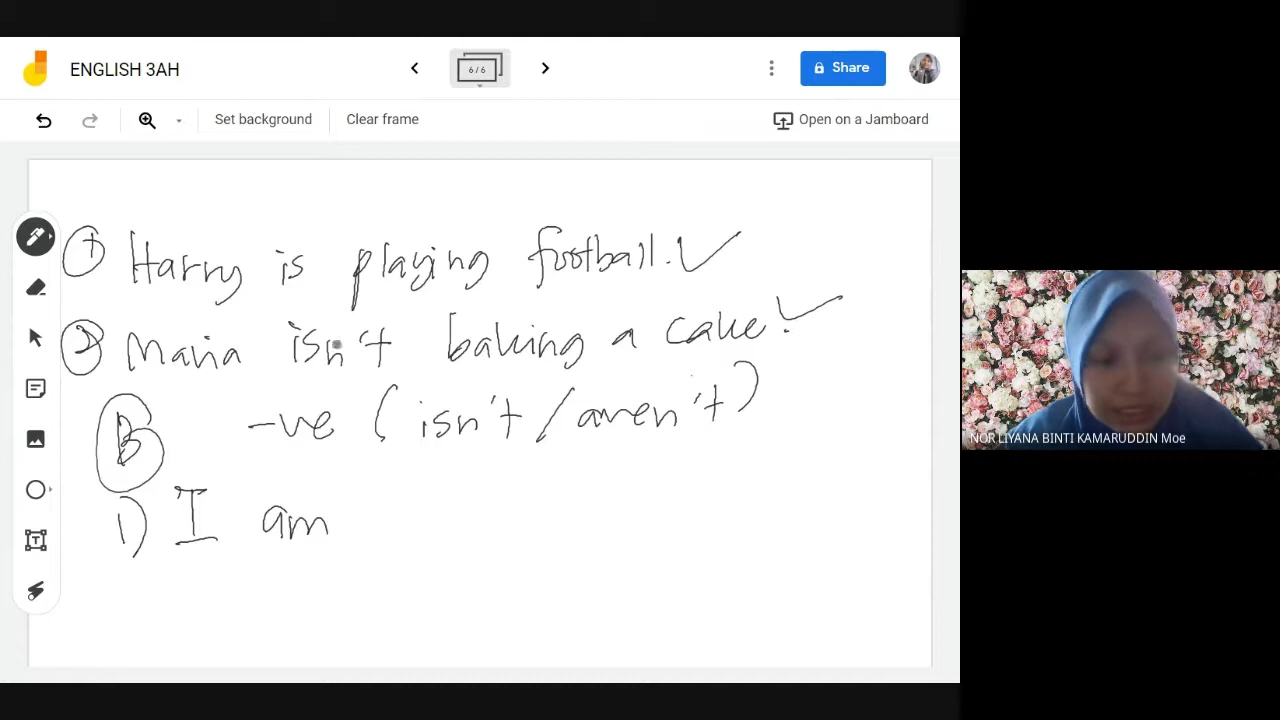 ENGLISH 3AH
6 / 6
Share
Set background
Clear frame
Open on a Jamboard
1 Harry is playing football. ✓
2 Maria isn't baking a cake ✓
B -ve (isn't / aren't)
1) I am
NOR LIYANA BINTI KAMARUDDIN Moe